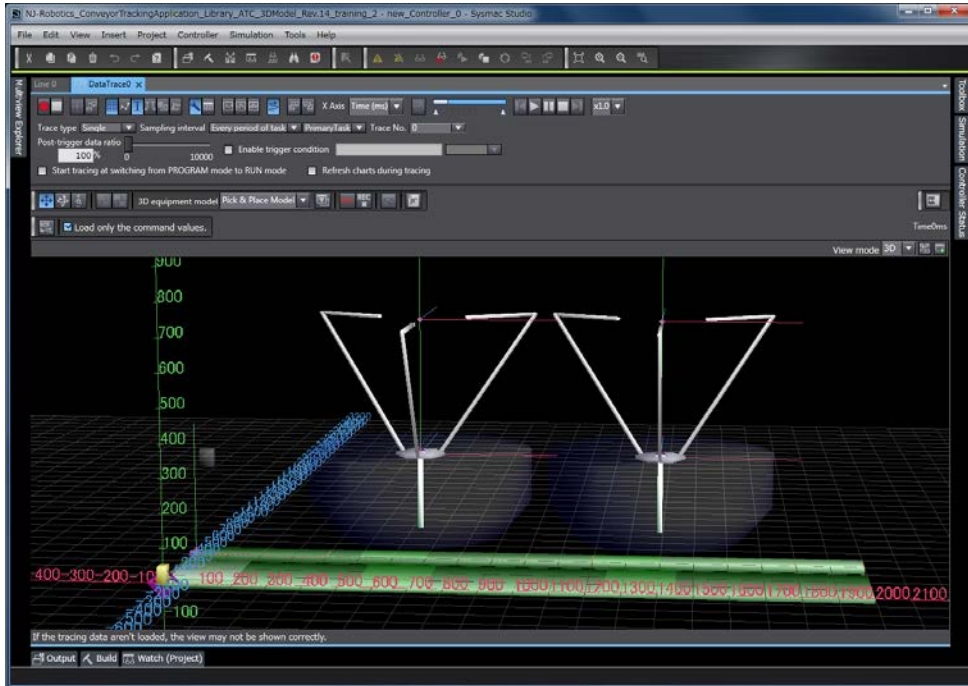 NJ-Robotics_ConveyorTrackingApplication_Library_ATC_3DModel_Rev.14_training_2 - new_Controller_0 - Sysmac Studio
File Edit View Insert Project Controller Simulation Tools Help
Multiview Explorer
Line 0 DataTrace0 x
X Axis Time (ms) x1.0
Trace type Single Sampling interval Every period of task PrimaryTask Trace No. 0
Post-trigger data ratio
100 % 0 10000 Enable trigger condition
Start tracing at switching from PROGRAM mode to RUN mode Refresh charts during tracing
3D equipment model Pick & Place Model REC
Load only the command values. Time0ms
View mode 3D
Toolbox
Simulation
Controller Status
900
800
700
600
500
400
300
200
100
-400-300-200-100 100 200 300 400 500 600 700 800 900 1000 1100 1200 1300 1400 1500 1600 1700 1800 1900 2000 2100
-100
If the tracing data aren't loaded, the view may not be shown correctly.
Output Build Watch (Project)